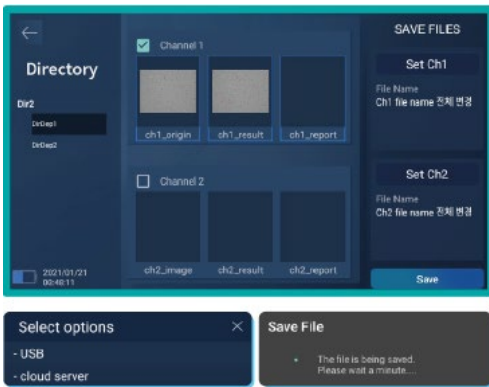 Directory
Dir2
DirDep1
DirDep2
2021/01/21
00:48:11
Channel 1
ch1_origin ch1_result ch1_report
Channel 2
ch2_image ch2_result ch2_report
SAVE FILES
Set Ch1
File Name
Ch1 file name 전체 변경
Set Ch2
File Name
Ch2 file name 전체 변경
Save
Select options
- USB
- cloud server
Save File
The file is being saved.
Please wait a minute....